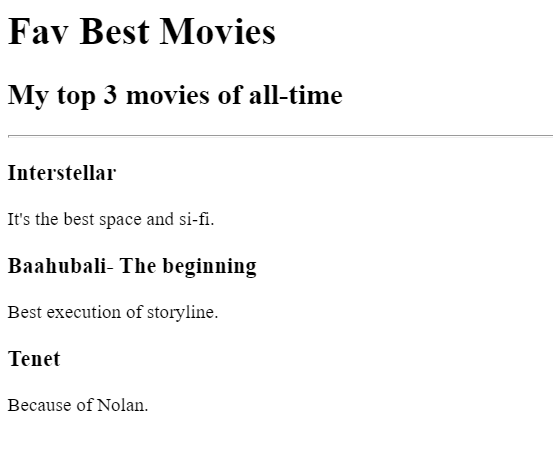 Fav Best Movies
My top 3 movies of all-time
Interstellar
It's the best space and si-fi.
Baahubali- The beginning
Best execution of storyline.
Tenet
Because of Nolan.